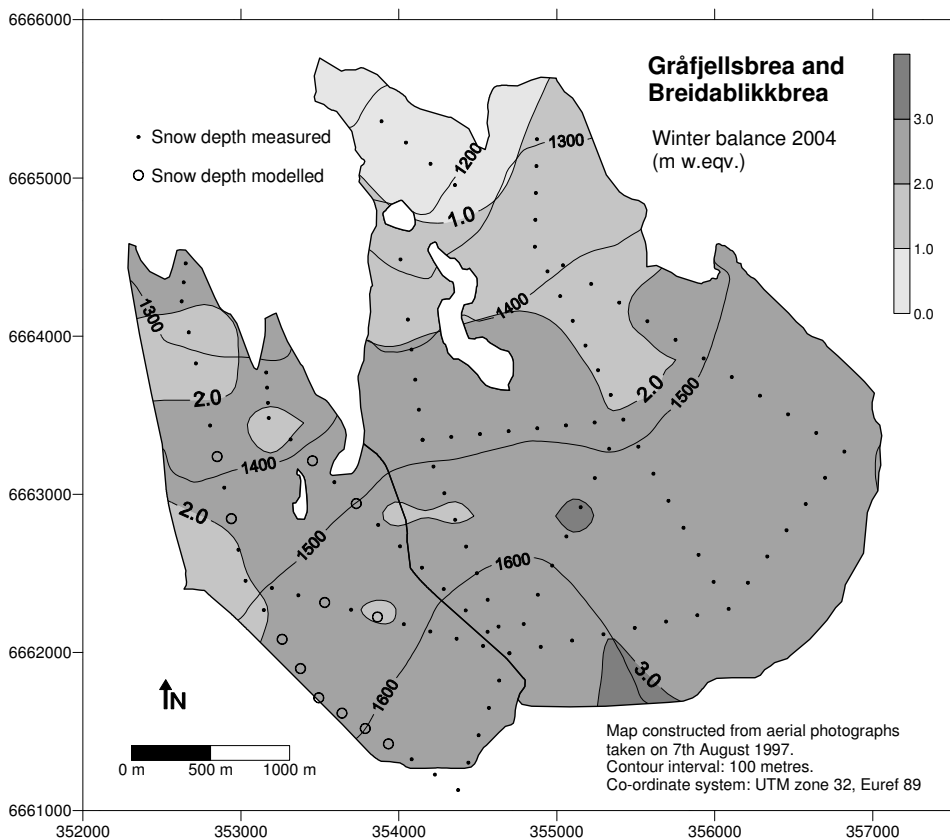 6666000
6665000
6664000
6663000
6662000
6661000
352000
353000
354000
355000
356000
357000
Gråfjellsbrea and
Breidablikkbrea
Winter balance 2004
(m w.eqv.)
3.0
2.0
1.0
0.0
Snow depth measured
Snow depth modelled
1200
1300
1.0
1400
1300
2.0
2.0
1500
1400
2.0
1500
1600
1600
3.0
N
0 m
500 m
1000 m
Map constructed from aerial photographs
taken on 7th August 1997.
Contour interval: 100 metres.
Co-ordinate system: UTM zone 32, Euref 89